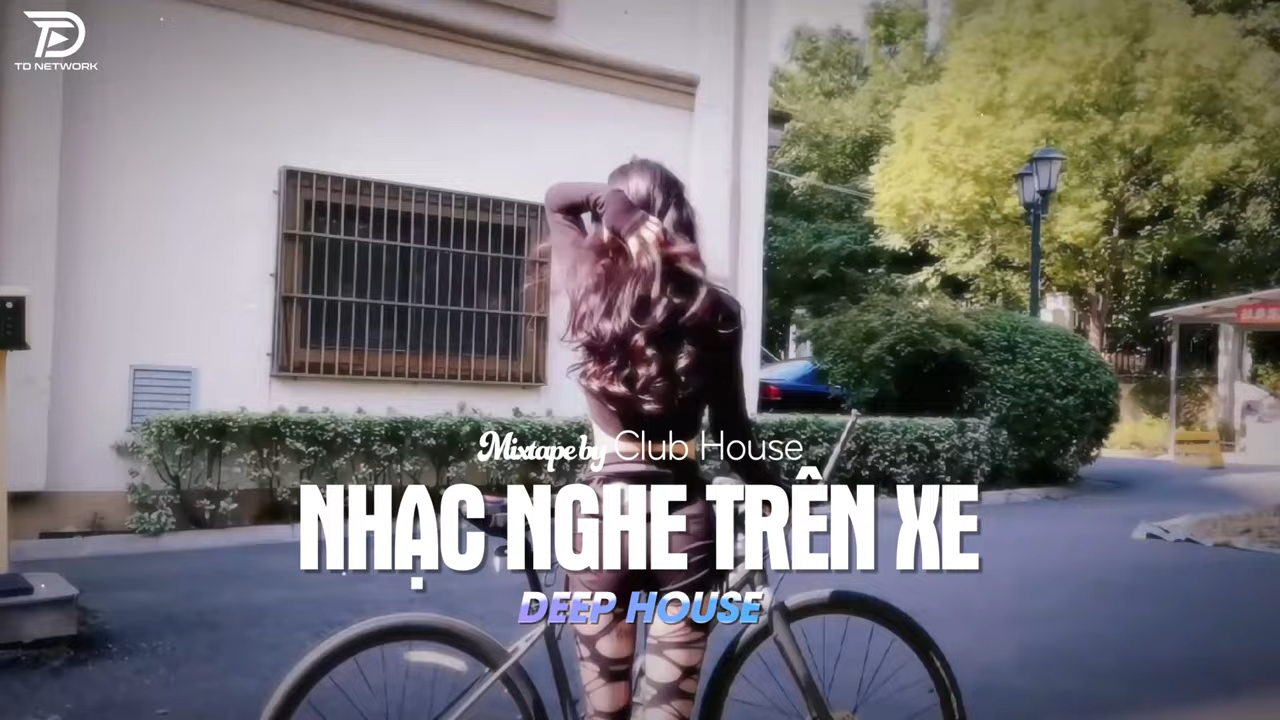 TD NETWORK
Mixtape by Club House
NHẠC NGHE TRÊN XE
DEEP HOUSE